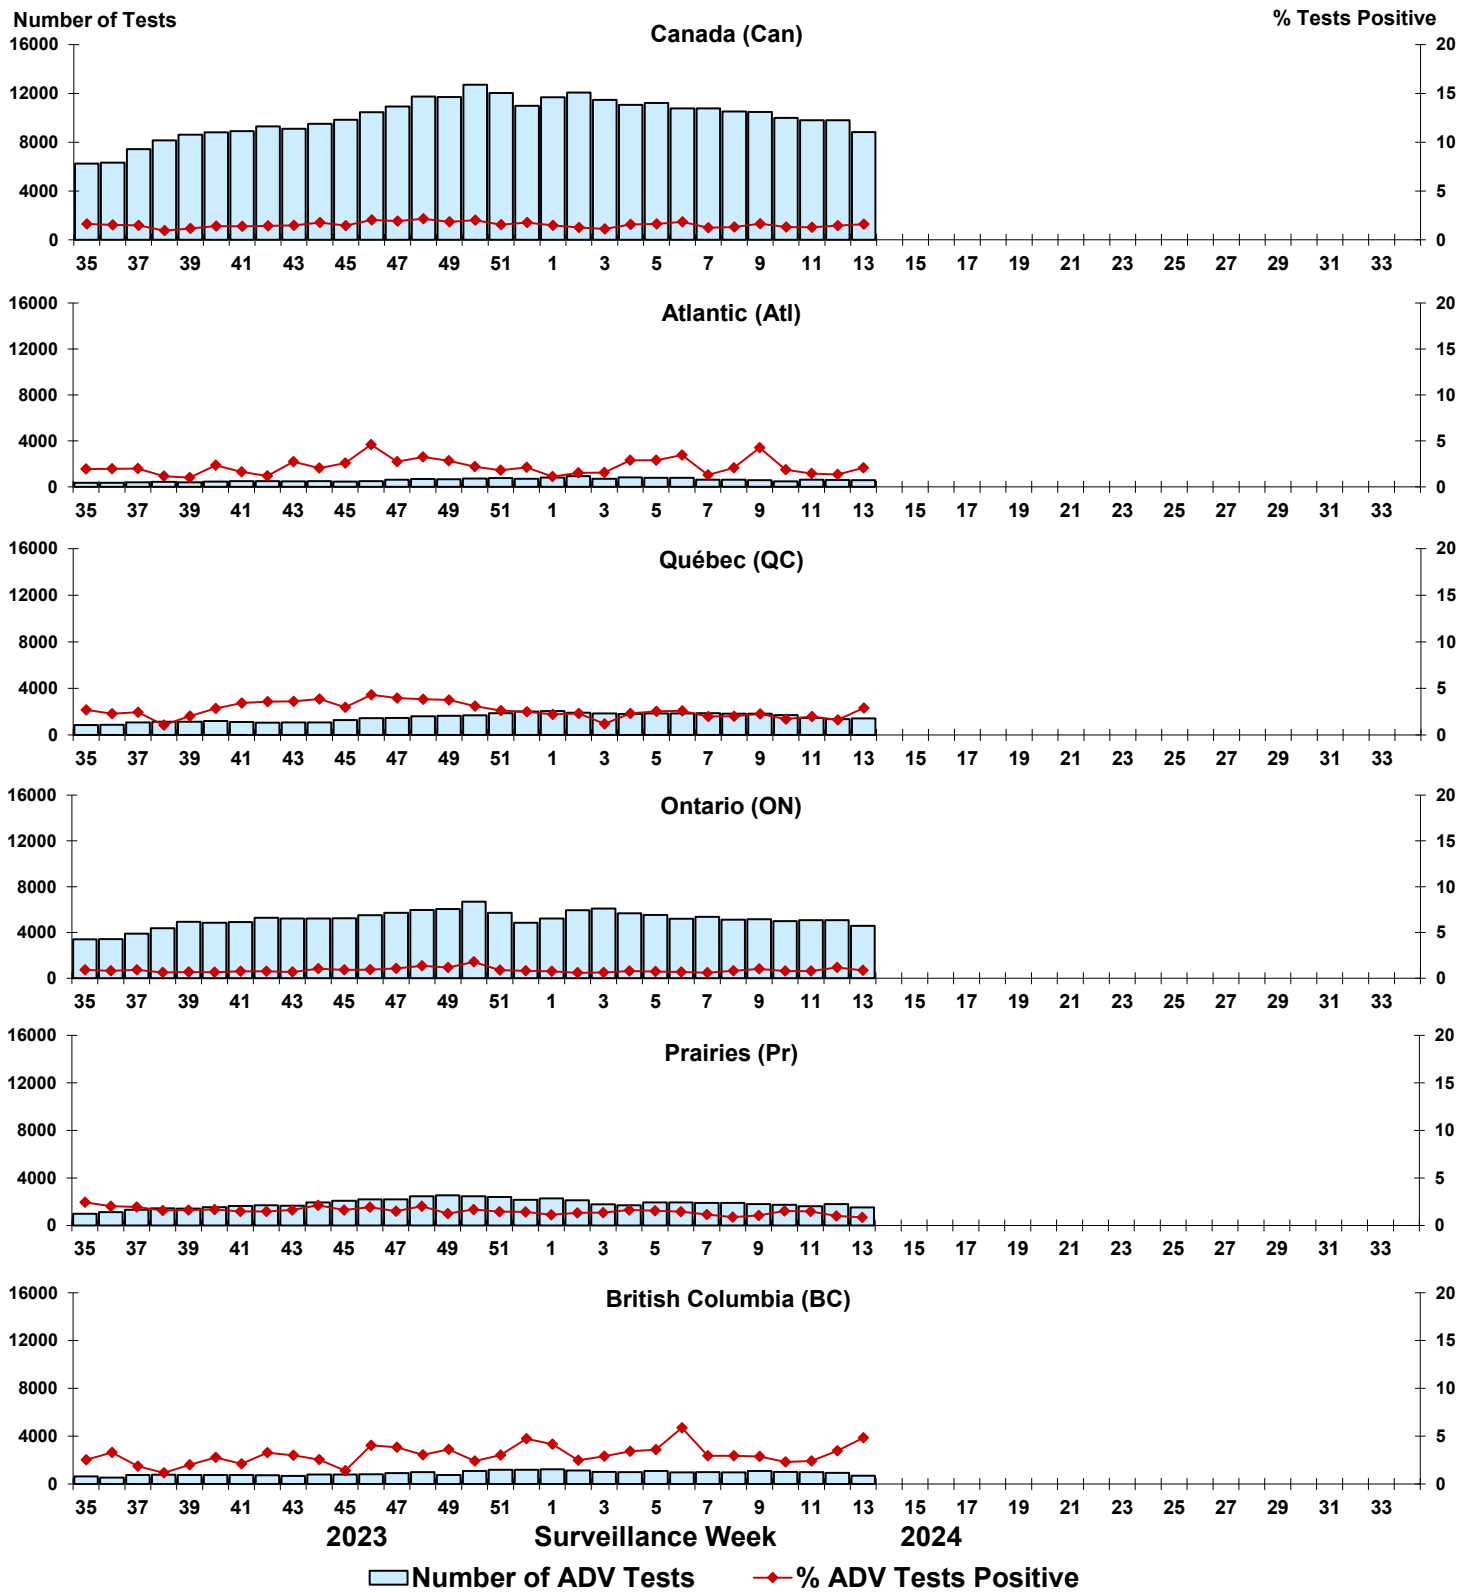 Number of Tests
% Tests Positive
Canada (Can)
16000 20
12000 15
8000 10
4000 5
0 0
35 37 39 41 43 45 47 49 51 1 3 5 7 9 11 13 15 17 19 21 23 25 27 29 31 33
Atlantic (Atl)
16000 20
12000 15
8000 10
4000 5
0 0
35 37 39 41 43 45 47 49 51 1 3 5 7 9 11 13 15 17 19 21 23 25 27 29 31 33
Québec (QC)
16000 20
12000 15
8000 10
4000 5
0 0
35 37 39 41 43 45 47 49 51 1 3 5 7 9 11 13 15 17 19 21 23 25 27 29 31 33
Ontario (ON)
16000 20
12000 15
8000 10
4000 5
0 0
35 37 39 41 43 45 47 49 51 1 3 5 7 9 11 13 15 17 19 21 23 25 27 29 31 33
Prairies (Pr)
16000 20
12000 15
8000 10
4000 5
0 0
35 37 39 41 43 45 47 49 51 1 3 5 7 9 11 13 15 17 19 21 23 25 27 29 31 33
British Columbia (BC)
16000 20
12000 15
8000 10
4000 5
0 0
35 37 39 41 43 45 47 49 51 1 3 5 7 9 11 13 15 17 19 21 23 25 27 29 31 33
2023 Surveillance Week 2024
Number of ADV Tests % ADV Tests Positive